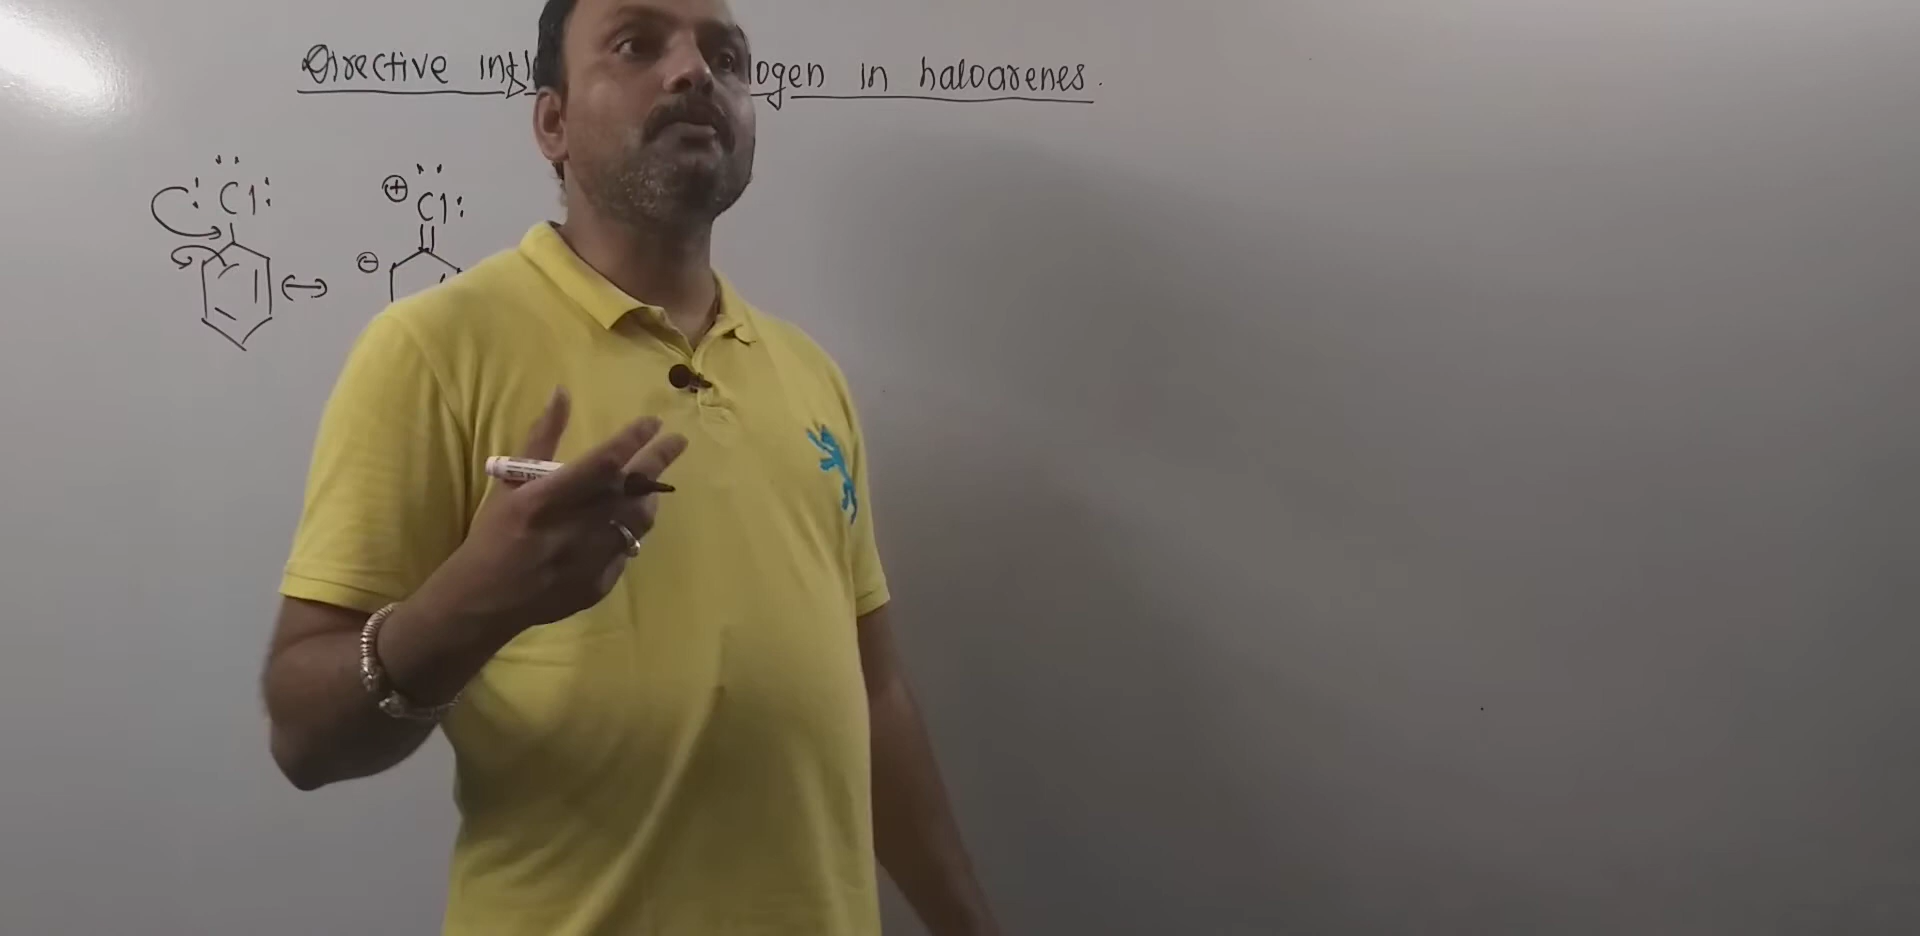 Directive infl logen in haloarenes.
:Cl: ⊕ Cl:
⊖
↔